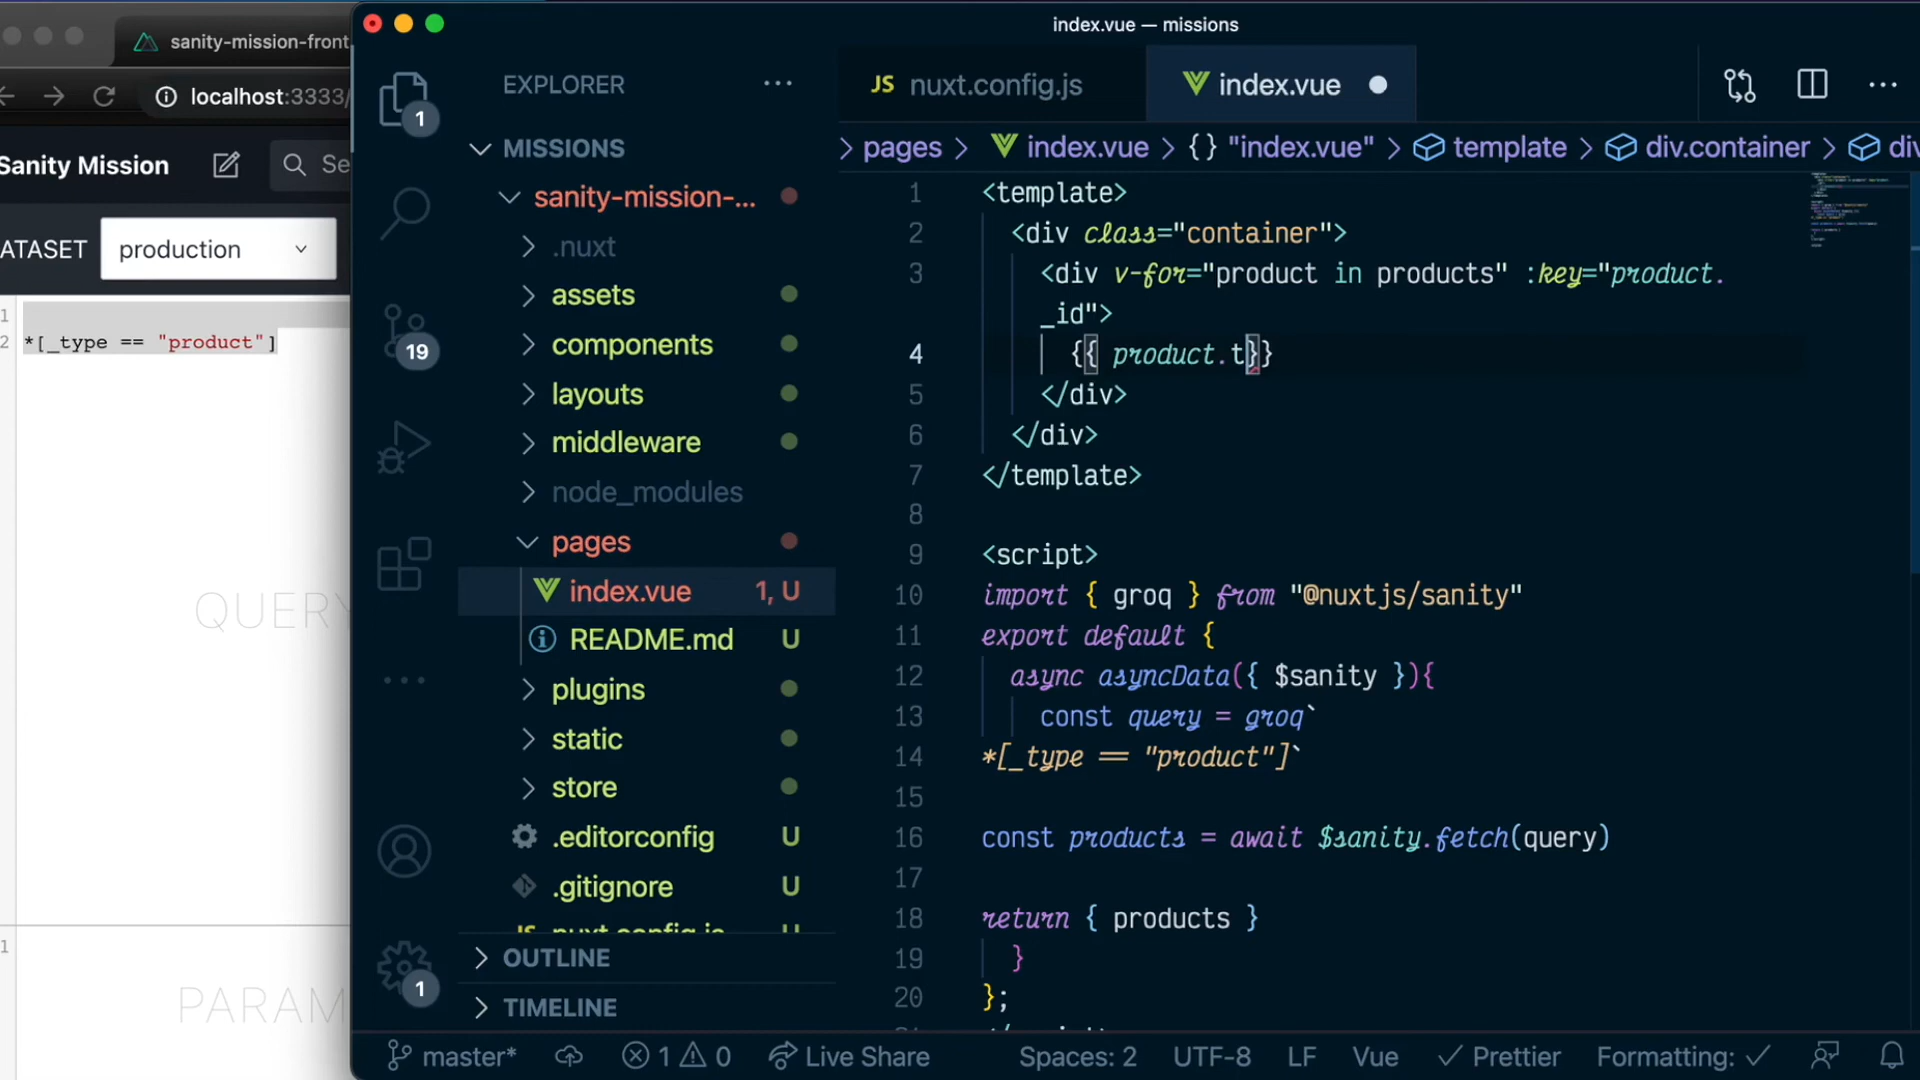 index.vue — missions
sanity-mission-front
localhost:3333/
Sanity Mission
Se
ATASET
production
1
2 *[_type == "product"]
QUERY
1
PARAM
EXPLORER
MISSIONS
sanity-mission-...
.nuxt
assets
components
layouts
middleware
node_modules
pages
index.vue 1, U
README.md U
plugins
static
store
.editorconfig U
.gitignore U
nuxt.config.js U
OUTLINE
TIMELINE
1
19
1
JS nuxt.config.js
index.vue
pages > index.vue > {} "index.vue" > template > div.container > div
1 <template>
2 <div class="container">
3 <div v-for="product in products" :key="product.
_id">
4 {{ product.t}}
5 </div>
6 </div>
7 </template>
8
9 <script>
10 import { groq } from "@nuxtjs/sanity"
11 export default {
12 async asyncData({ $sanity }){
13 const query = groq`
14 *[_type == "product"]`
15
16 const products = await $sanity.fetch(query)
17
18 return { products }
19 }
20 };
master* 1 0 Live Share Spaces: 2 UTF-8 LF Vue Prettier Formatting: